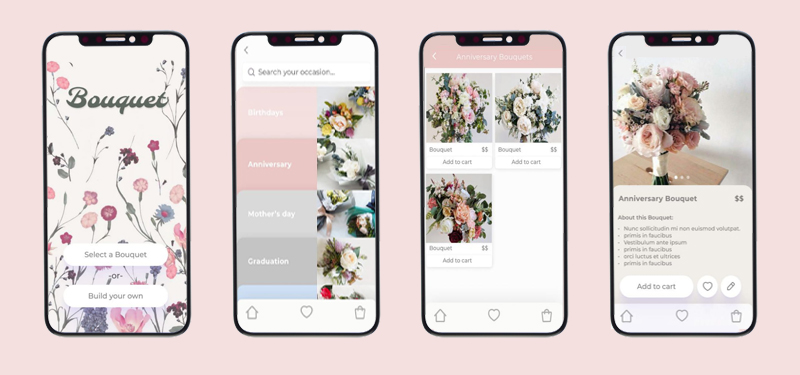 Bouquet
Select a Bouquet
-or-
Build your own
Search your occasion...
Birthdays
Anniversary
Mother's day
Graduation
Anniversary Bouquets
Bouquet $$
Add to cart
Bouquet $$
Add to cart
Bouquet $$
Add to cart
Anniversary Bouquet $$
About this Bouquet:
- Nunc sollicitudin mi non euismod volutpat.
- primis in faucibus
- Vestibulum ante ipsum
- primis in faucibus
- orci luctus et ultrices
- primis in faucibus
Add to cart